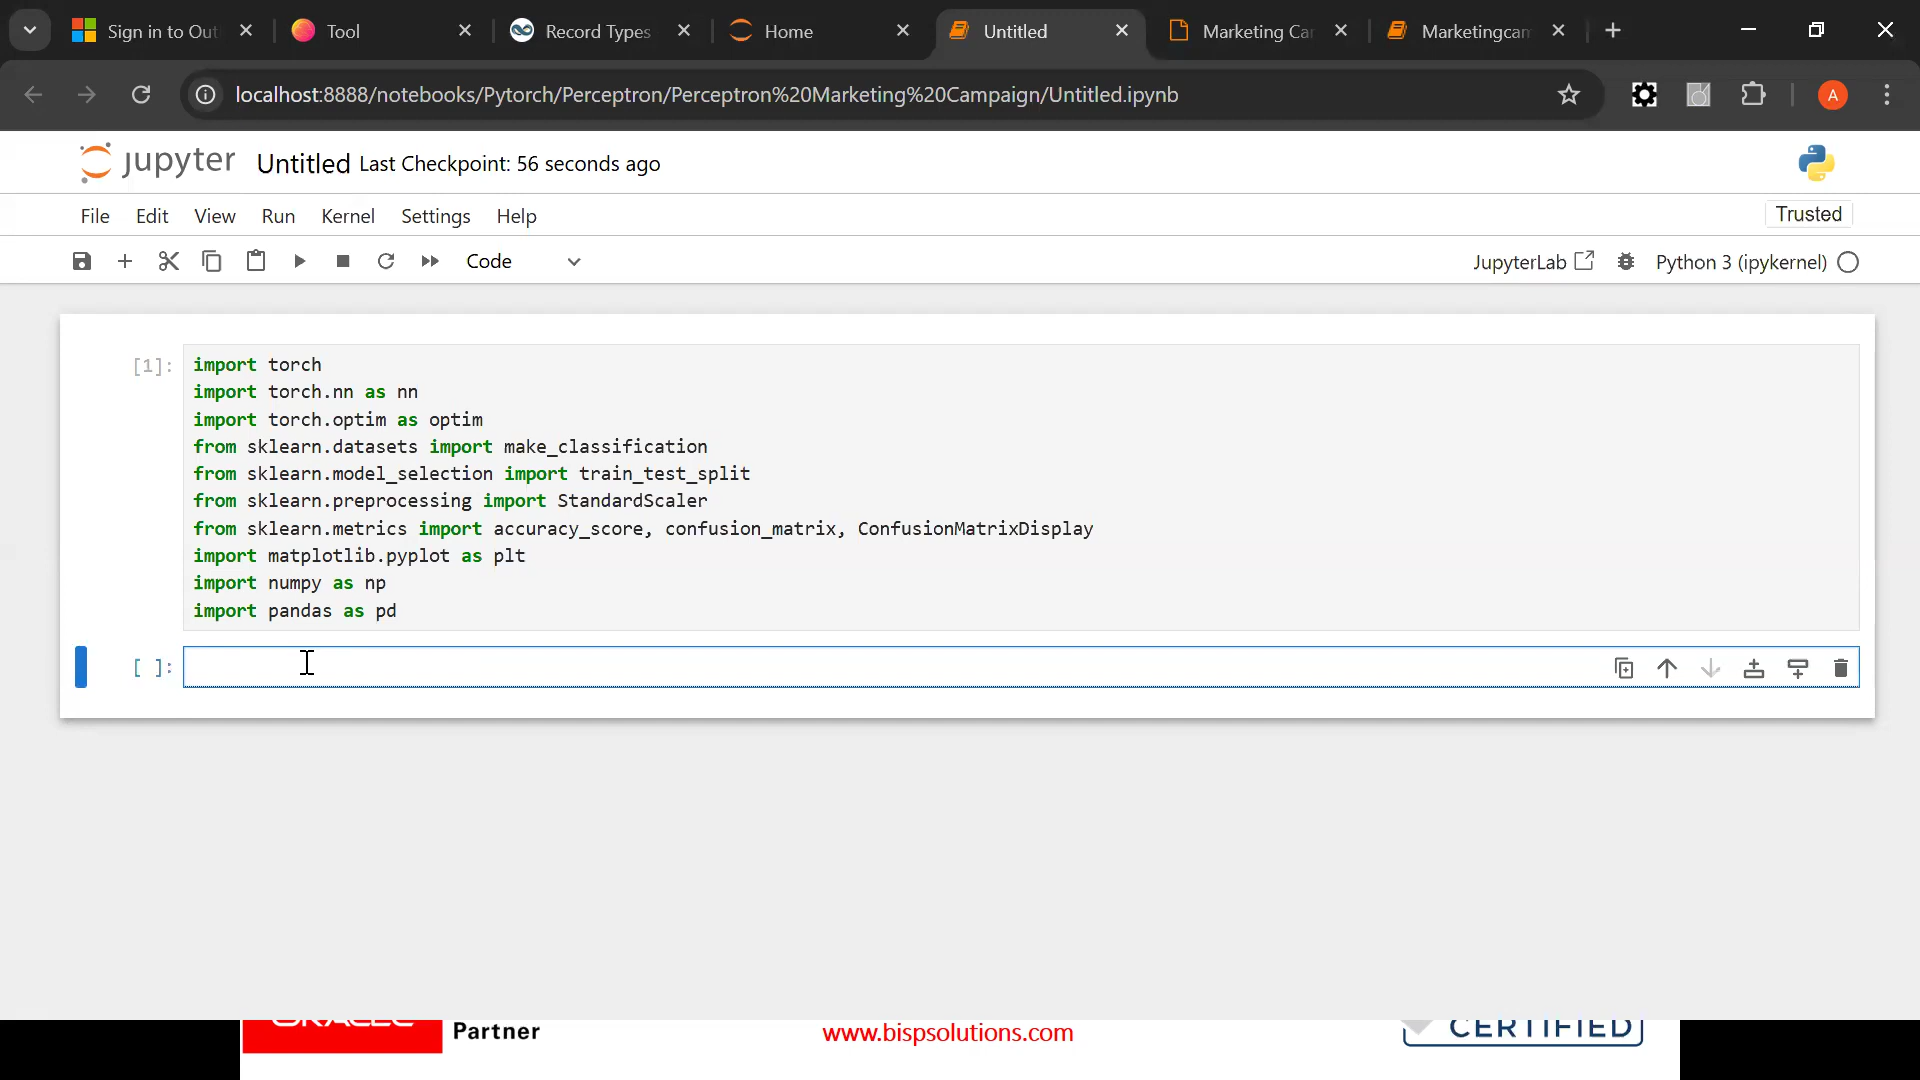 Sign in to Out
Tool
Record Types
Home
Untitled
Marketing Car
Marketingcam
localhost:8888/notebooks/Pytorch/Perceptron/Perceptron%20Marketing%20Campaign/Untitled.ipynb
A
jupyter Untitled Last Checkpoint: 56 seconds ago
File Edit View Run Kernel Settings Help
Trusted
Code
JupyterLab
Python 3 (ipykernel)
[1]:
import torch
import torch.nn as nn
import torch.optim as optim
from sklearn.datasets import make_classification
from sklearn.model_selection import train_test_split
from sklearn.preprocessing import StandardScaler
from sklearn.metrics import accuracy_score, confusion_matrix, ConfusionMatrixDisplay
import matplotlib.pyplot as plt
import numpy as np
import pandas as pd
[ ]:
ORACLE
Partner
www.bispsolutions.com
CERTIFIED